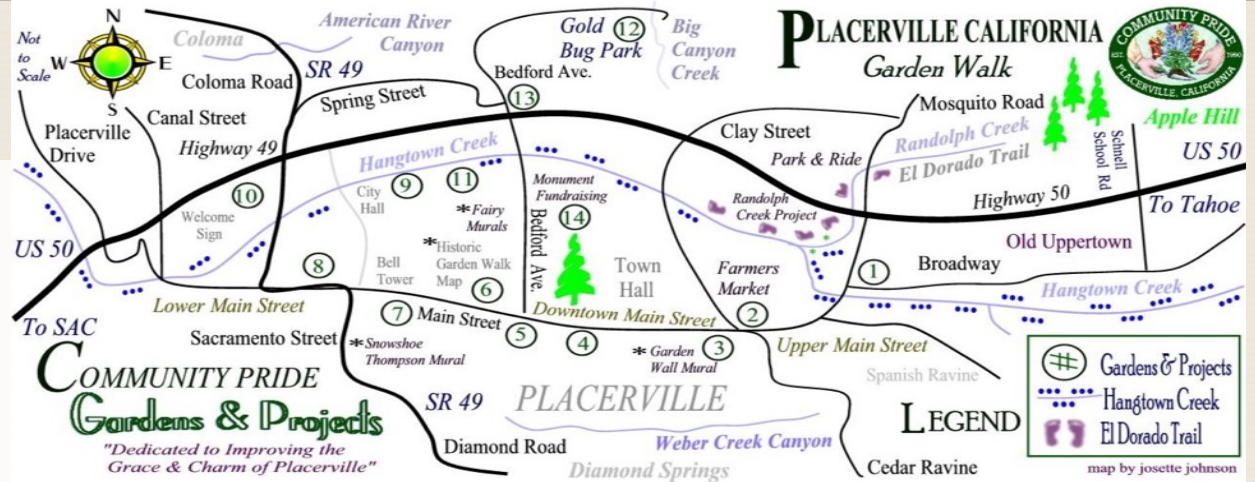 PLACERVILLE CALIFORNIA
Garden Walk
COMMUNITY PRIDE
EST. 1990
PLACERVILLE, CALIFORNIA
Apple Hill
Not
to
Scale
N
W
E
S
Coloma
Coloma Road
American River
Canyon
SR 49
Gold
Bug Park
12
Big
Canyon
Creek
Bedford Ave.
13
Spring Street
Canal Street
Placerville
Drive
Highway 49
Hangtown Creek
10
Welcome
Sign
City
Hall
9
11
*Fairy
Murals
*Historic
Garden Walk
Map
6
Bell
Tower
8
7
Monument
Fundraising
14
Bedford Ave.
Town
Hall
Clay Street
Park & Ride
Mosquito Road
Randolph Creek
El Dorado Trail
Randolph
Creek Project
Schnell
School Rd
US 50
Highway 50
To Tahoe
Old Uppertown
1
Broadway
Hangtown Creek
Farmers
Market
2
US 50
To SAC
Lower Main Street
Sacramento Street
Main Street
Downtown Main Street
5
4
3
*Snowshoe
Thompson Mural
*Garden
Wall Mural
Upper Main Street
Spanish Ravine
COMMUNITY PRIDE
Gardens & Projects
"Dedicated to Improving the
Grace & Charm of Placerville"
SR 49
Diamond Road
PLACERVILLE
Weber Creek Canyon
Diamond Springs
Cedar Ravine
LEGEND
Gardens & Projects
Hangtown Creek
El Dorado Trail
map by josette johnson